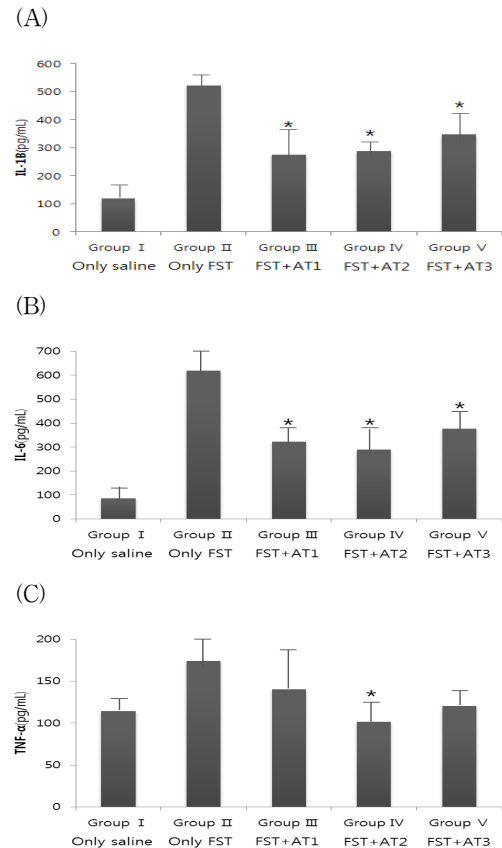 (A)
600
500
400
300
200
100
0
IL-1B(pg/mL)
*
*
*
Group Ⅰ Group Ⅱ Group Ⅲ Group Ⅳ Group Ⅴ
Only saline Only FST FST+AT1 FST+AT2 FST+AT3
(B)
700
600
500
400
300
200
100
0
IL-6(pg/mL)
*
*
*
Group Ⅰ Group Ⅱ Group Ⅲ Group Ⅳ Group Ⅴ
Only saline Only FST FST+AT1 FST+AT2 FST+AT3
(C)
200
150
100
50
0
TNF-α(pg/mL)
*
Group Ⅰ Group Ⅱ Group Ⅲ Group Ⅳ Group Ⅴ
Only saline Only FST FST+AT1 FST+AT2 FST+AT3